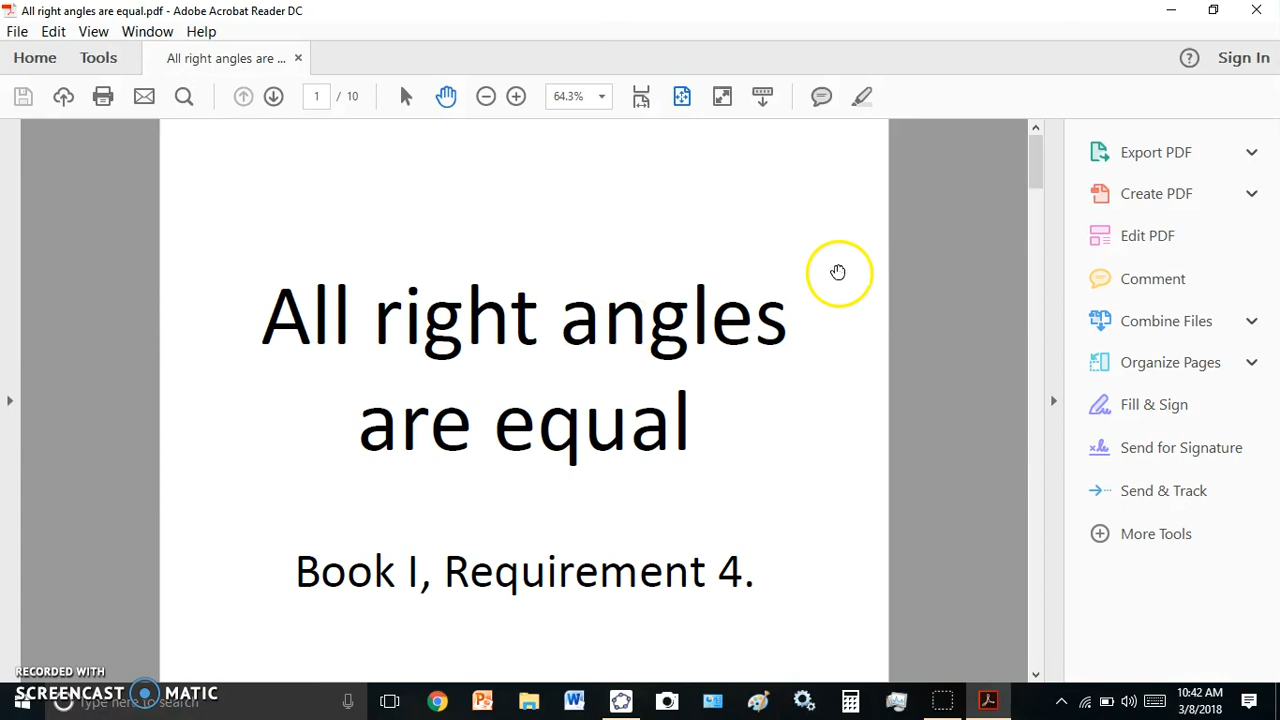 All right angles are equal.pdf - Adobe Acrobat Reader DC
File Edit View Window Help
Home Tools All right angles are ... × Sign In
1 / 10 64.3%
Export PDF
Create PDF
Edit PDF
Comment
Combine Files
Organize Pages
Fill & Sign
Send for Signature
Send & Track
More Tools
All right angles
are equal
Book I, Requirement 4.
RECORDED WITH
SCREENCAST MATIC
Type here to search
10:42 AM
3/8/2018